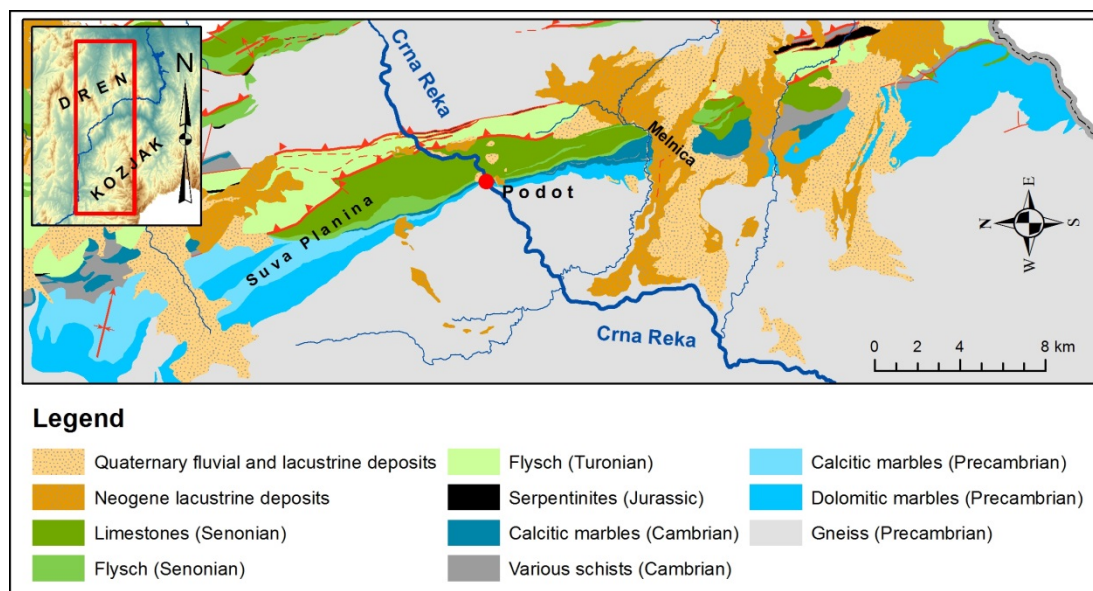 DREN
KOZJAK
N
Crna Reka
Melnica
Podot
Suva Planina
Crna Reka
E
N
S
W
0 2 4 8 km
Legend
Quaternary fluvial and lacustrine deposits
Neogene lacustrine deposits
Limestones (Senonian)
Flysch (Senonian)
Flysch (Turonian)
Serpentinites (Jurassic)
Calcitic marbles (Cambrian)
Various schists (Cambrian)
Calcitic marbles (Precambrian)
Dolomitic marbles (Precambrian)
Gneiss (Precambrian)